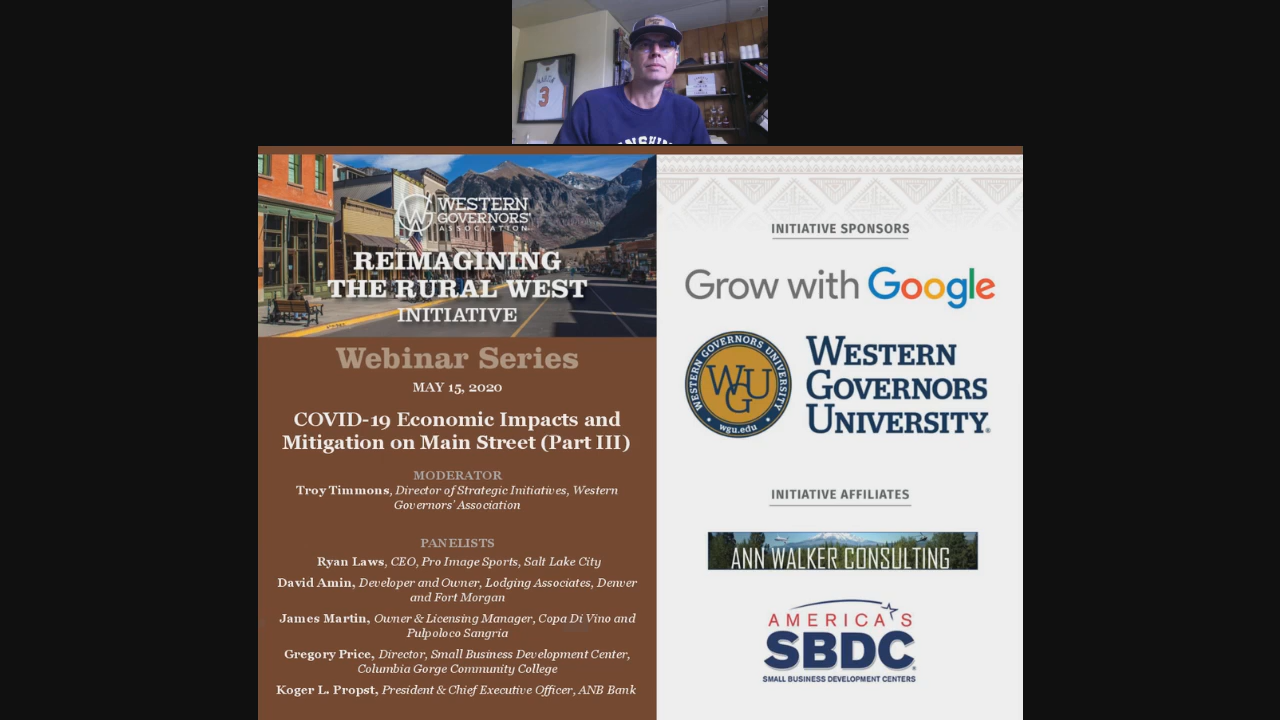 3
WESTERN
GOVERNORS'
ASSOCIATION
REIMAGINING
THE RURAL WEST
INITIATIVE
Webinar Series
MAY 15, 2020
COVID-19 Economic Impacts and
Mitigation on Main Street (Part III)
MODERATOR
Troy Timmons, Director of Strategic Initiatives, Western
Governors' Association
PANELISTS
Ryan Laws, CEO, Pro Image Sports, Salt Lake City
David Amin, Developer and Owner, Lodging Associates, Denver
and Fort Morgan
James Martin, Owner & Licensing Manager, Copa Di Vino and
Pulpoloco Sangria
Gregory Price, Director, Small Business Development Center,
Columbia Gorge Community College
Koger L. Propst, President & Chief Executive Officer, ANB Bank
INITIATIVE SPONSORS
Grow with Google
WESTERN GOVERNORS UNIVERSITY
WGU
wgu.edu
WESTERN
GOVERNORS
UNIVERSITY®
INITIATIVE AFFILIATES
ANN WALKER CONSULTING
AMERICA'S
SBDC
SMALL BUSINESS DEVELOPMENT CENTERS